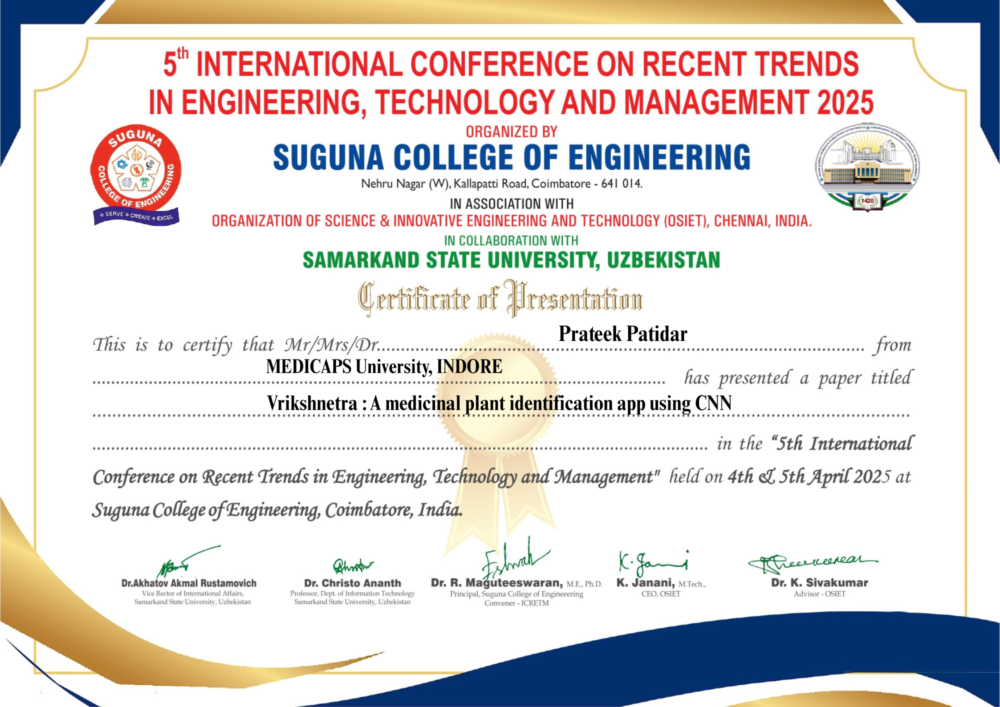 5th INTERNATIONAL CONFERENCE ON RECENT TRENDS
IN ENGINEERING, TECHNOLOGY AND MANAGEMENT 2025
ORGANIZED BY
SUGUNA COLLEGE OF ENGINEERING
Nehru Nagar (W), Kallapatti Road, Coimbatore - 641 014.
SUGUNA
COLLEGE OF ENGINEERING
SERVE CREATE EXCEL
1420
IN ASSOCIATION WITH
ORGANIZATION OF SCIENCE & INNOVATIVE ENGINEERING AND TECHNOLOGY (OSIET), CHENNAI, INDIA.
IN COLLABORATION WITH
SAMARKAND STATE UNIVERSITY, UZBEKISTAN
Certificate of Presentation
This is to certify that Mr/Mrs/Dr. Prateek Patidar from
MEDICAPS University, INDORE has presented a paper titled
Vrikshnetra : A medicinal plant identification app using CNN
in the “5th International
Conference on Recent Trends in Engineering, Technology and Management" held on 4th & 5th April 2025 at
Suguna College of Engineering, Coimbatore, India.
K. Janani
Dr.Akhatov Akmal Rustamovich
Vice Rector of International Affairs,
Samarkand State University, Uzbekistan
Dr. Christo Ananth
Professor, Dept. of Information Technology
Samarkand State University, Uzbekistan
Dr. R. Maguteeswaran, M.E., Ph.D.
Principal, Suguna College of Engineeering
Convener - ICRETM
K. Janani, M.Tech.,
CEO, OSIET
Dr. K. Sivakumar
Advisor - OSIET